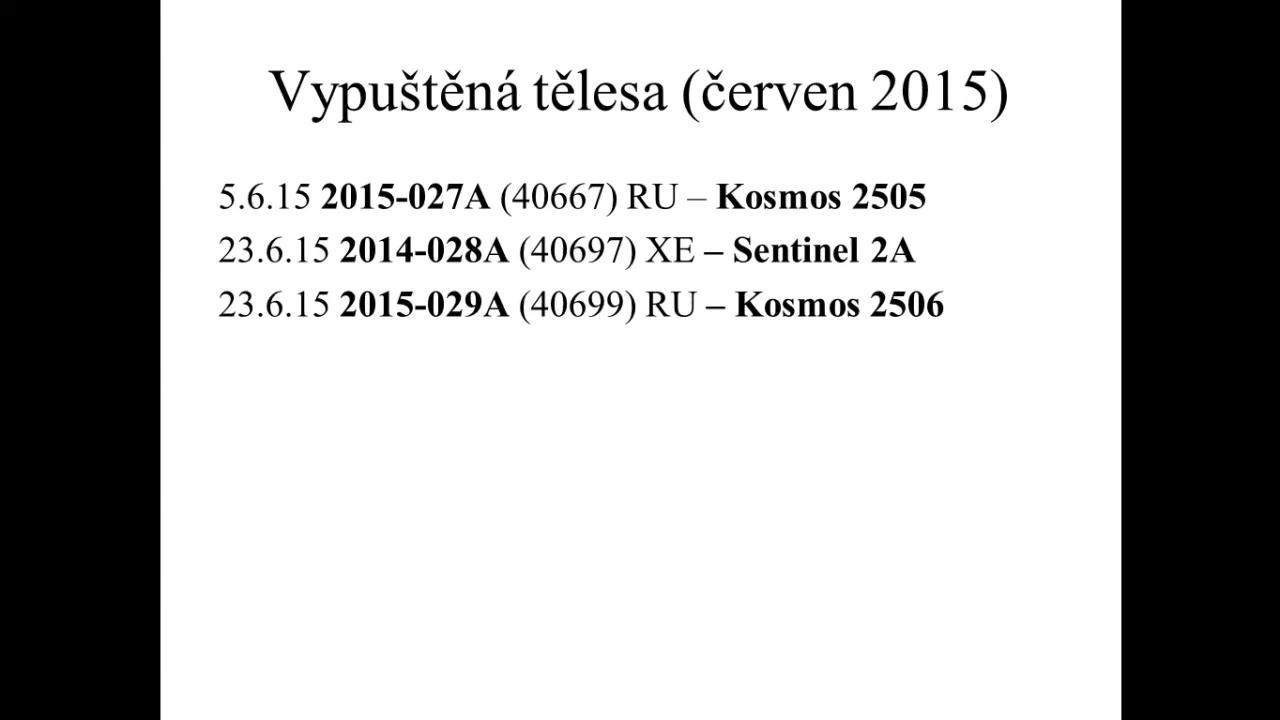 Vypuštěná tělesa (červen 2015)
5.6.15 2015-027A (40667) RU – Kosmos 2505
23.6.15 2014-028A (40697) XE – Sentinel 2A
23.6.15 2015-029A (40699) RU – Kosmos 2506